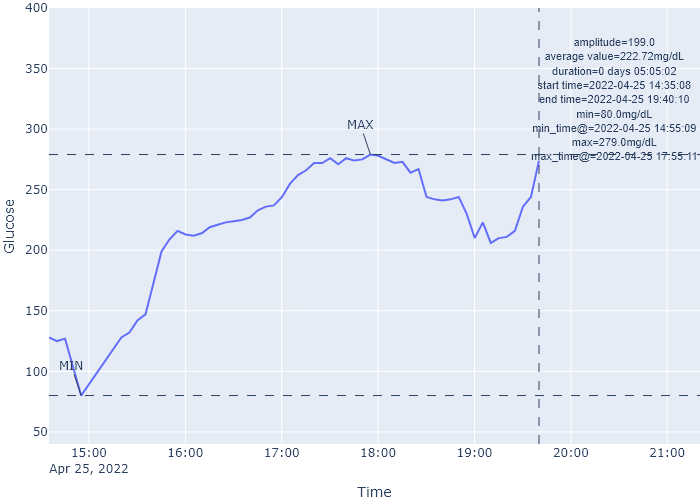 400
350
300
250
200
150
100
50
Glucose
MAX
MIN
amplitude=199.0
average value=222.72mg/dL
duration=0 days 05:05:02
start time=2022-04-25 14:35:08
end time=2022-04-25 19:40:10
min=80.0mg/dL
min_time@=2022-04-25 14:55:09
max=279.0mg/dL
max_time@=2022-04-25 17:55:11
15:00 16:00 17:00 18:00 19:00 20:00 21:00
Apr 25, 2022
Time